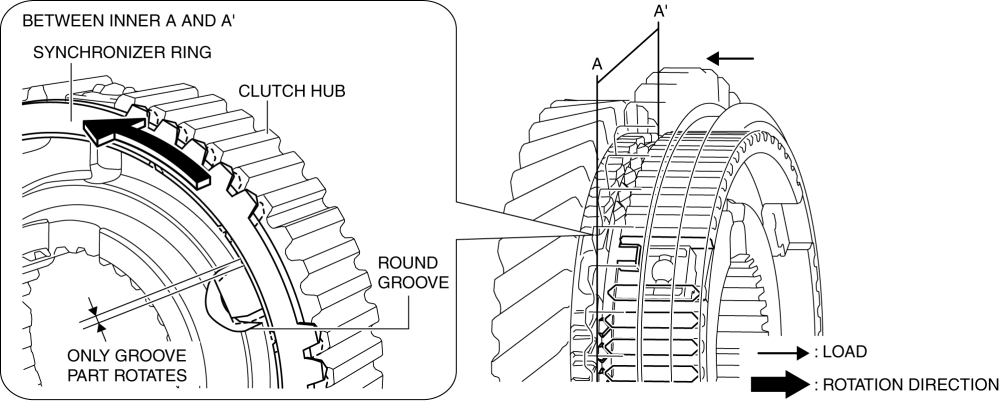 BETWEEN INNER A AND A'
SYNCHRONIZER RING
CLUTCH HUB
ROUND
GROOVE
ONLY GROOVE
PART ROTATES
A'
A
: LOAD
: ROTATION DIRECTION